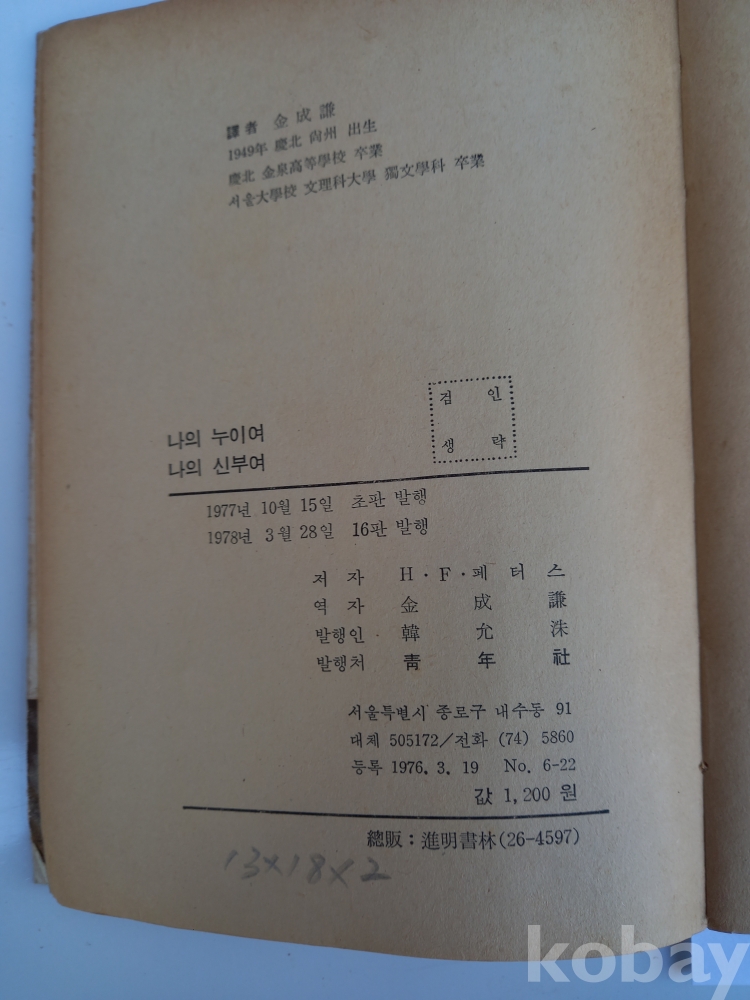 譯者 金成謙
1949年 慶北 尙州 出生
慶北 金泉高等學校 卒業
서울大學校 文理科大學 獨文學科 卒業
검 인
생 략
나의 누이여
나의 신부여
1977년 10월 15일 초판 발행
1978년 3월 28일 16판 발행
저 자 H·F·페터스
역 자 金 成 謙
발행인 韓 允 洙
발행처 靑 年 社
서울특별시 종로구 내수동 91
대체 505172/전화 (74) 5860
등록 1976. 3. 19 No. 6-22
값 1,200 원
總販: 進明書林(26-4597)
13×18×2
kobay